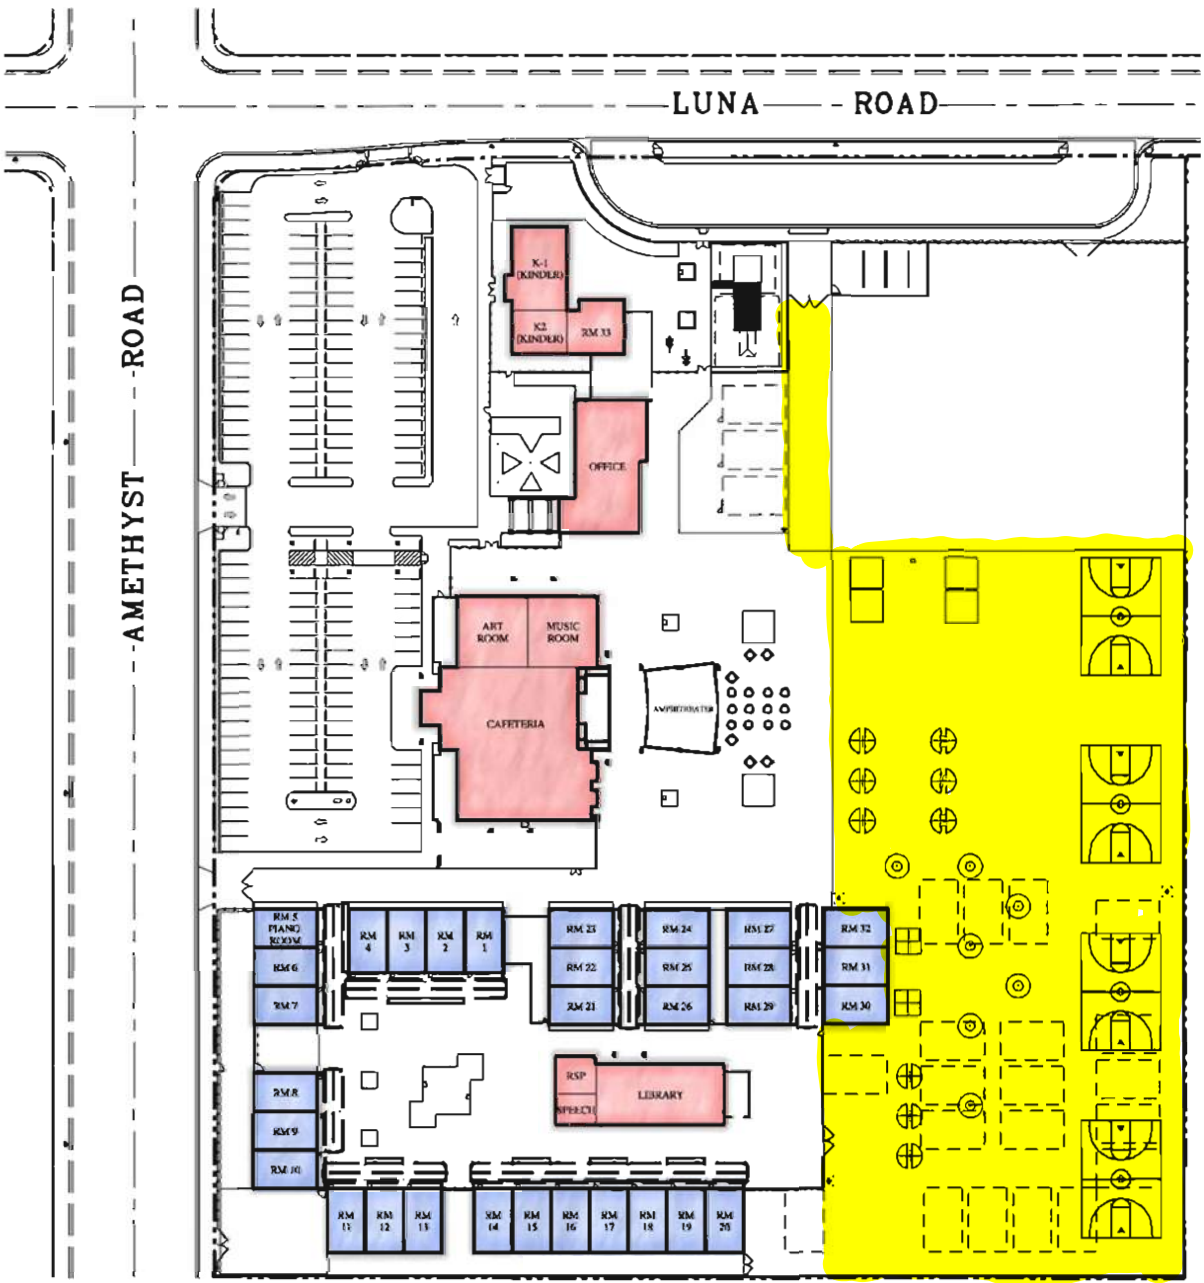 LUNA ROAD
AMETHYST ROAD
K-1
(KINDER)
K2
(KINDER)
RM 33
OFFICE
ART
ROOM
MUSIC
ROOM
CAFETERIA
AMPHITHEATER
RM 5
PIANO
ROOM
RM 6
RM 7
RM
4
RM
3
RM
2
RM
1
RM 23
RM 22
RM 21
RM 24
RM 25
RM 26
RM 27
RM 28
RM 29
RM 32
RM 31
RM 30
RM 8
RM 9
RM 10
RSP
SPEECH
LIBRARY
RM
11
RM
12
RM
13
RM
14
RM
15
RM
16
RM
17
RM
18
RM
19
RM
20